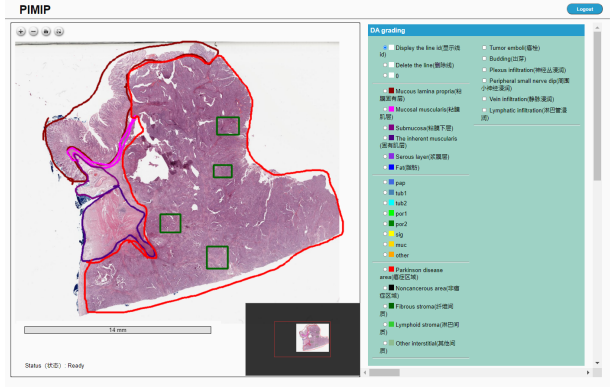 PIMIP
Logout
DA grading
Display the line id(显示线
id)
Delete the line(删除线)
0
Mucous lamina propria(粘
膜固有层)
Mucosal muscularis(粘膜
肌层)
Submucosa(粘膜下层)
The inherent muscularis
(固有肌层)
Serous layer(浆膜层)
Fat(脂肪)
pap
tub1
tub2
por1
por2
sig
muc
other
Parkinson disease
area(癌症区域)
Noncancerous area(非癌
症区域)
Fibrous stroma(纤维间
质)
Lymphoid stroma(淋巴间
质)
Other interstitial(其他间
质)
Tumor emboli(癌栓)
Budding(出芽)
Plexus infiltration(神经丛浸润)
Peripheral small nerve dip(周围
小神经浸润)
Vein infiltration(静脉浸润)
Lymphatic infiltration(淋巴管浸
润)
14 mm
Status (状态) : Ready